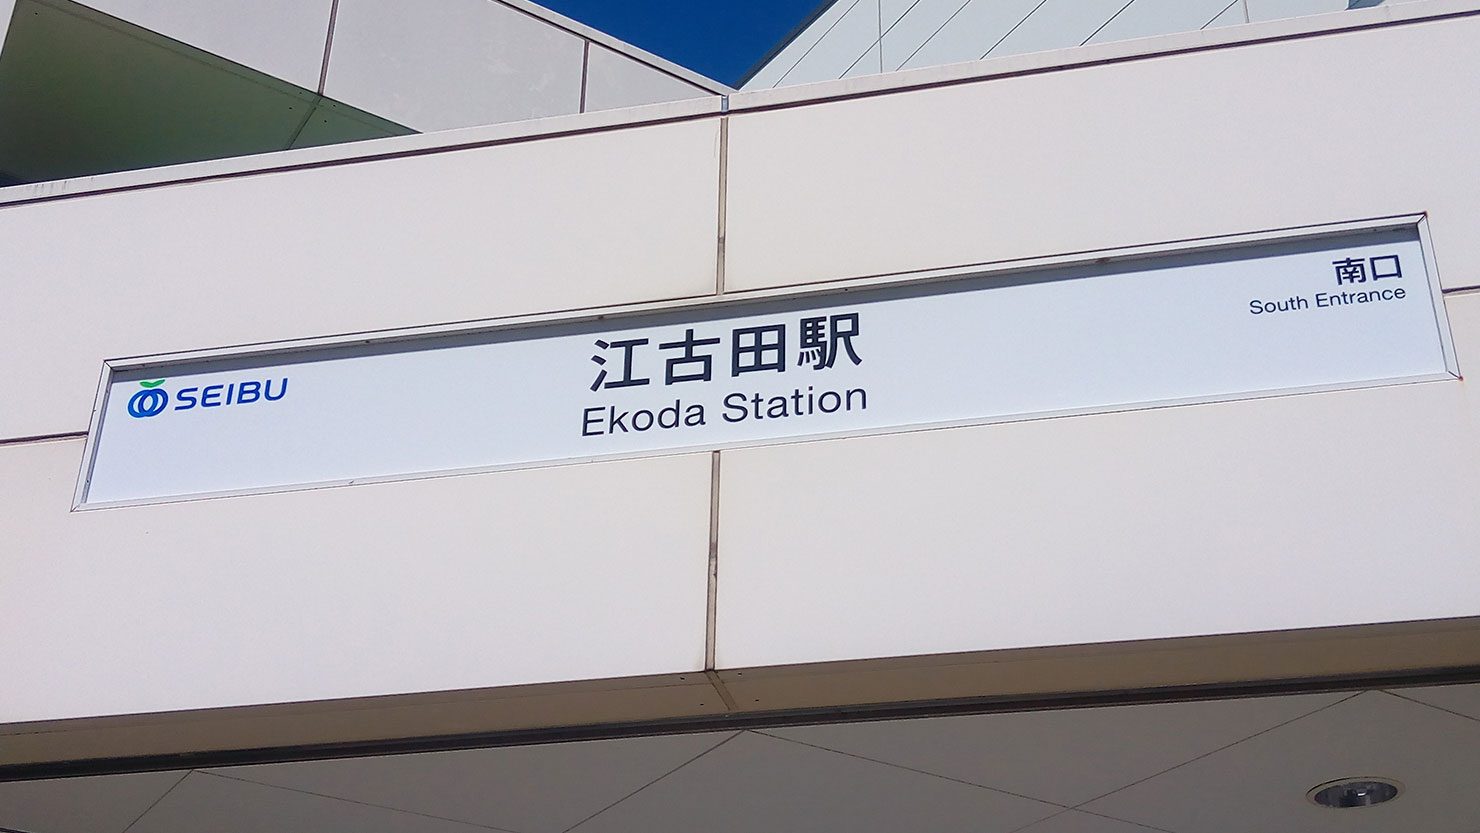 SEIBU
江古田駅
Ekoda Station
南口
South Entrance